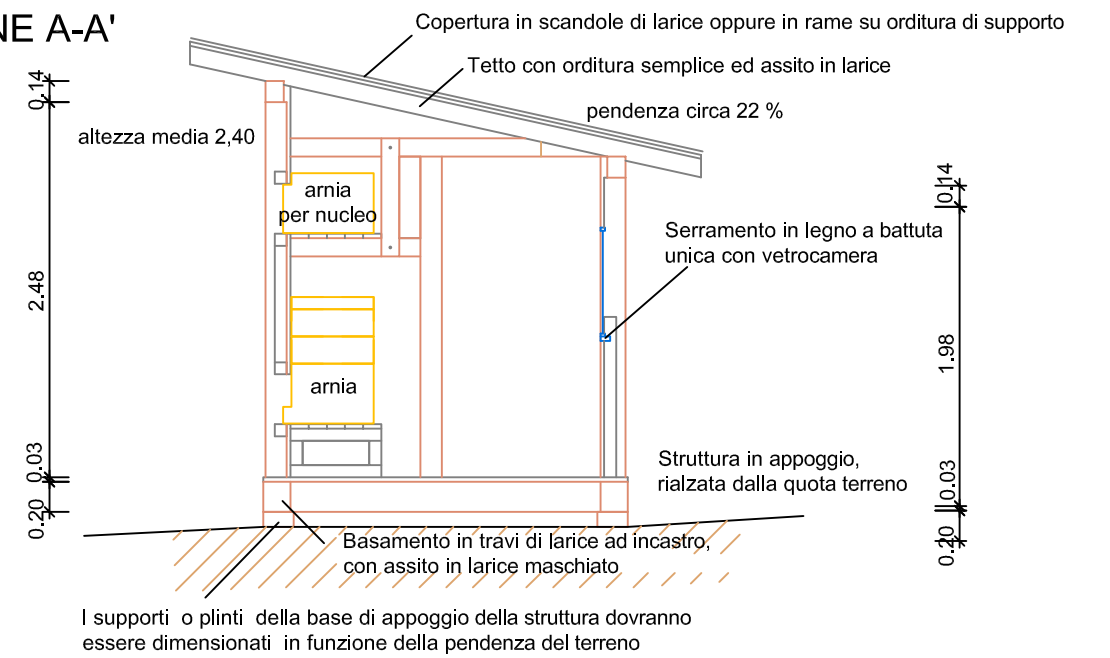 NE A-A'
Copertura in scandole di larice oppure in rame su orditura di supporto
Tetto con orditura semplice ed assito in larice
pendenza circa 22 %
0.14
altezza media 2,40
arnia
per nucleo
0.14
Serramento in legno a battuta
unica con vetrocamera
2.48
1.98
arnia
0.03
Struttura in appoggio,
rialzata dalla quota terreno
0.03
0.20
0.20
Basamento in travi di larice ad incastro,
con assito in larice maschiato
I supporti o plinti della base di appoggio della struttura dovranno
essere dimensionati in funzione della pendenza del terreno